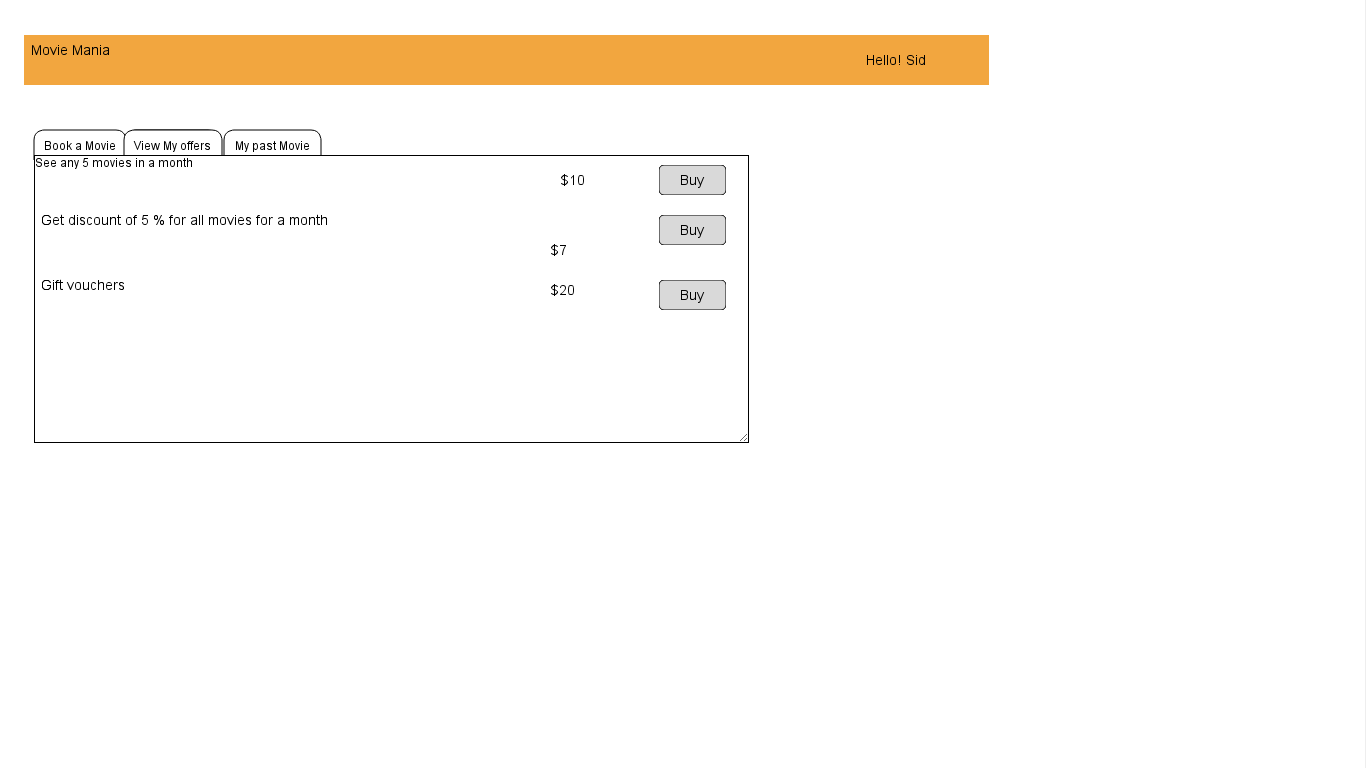 Movie Mania
Hello! Sid
Book a Movie
View My offers
My past Movie
See any 5 movies in a month
$10
Buy
Get discount of 5 % for all movies for a month
Buy
$7
Gift vouchers
$20
Buy